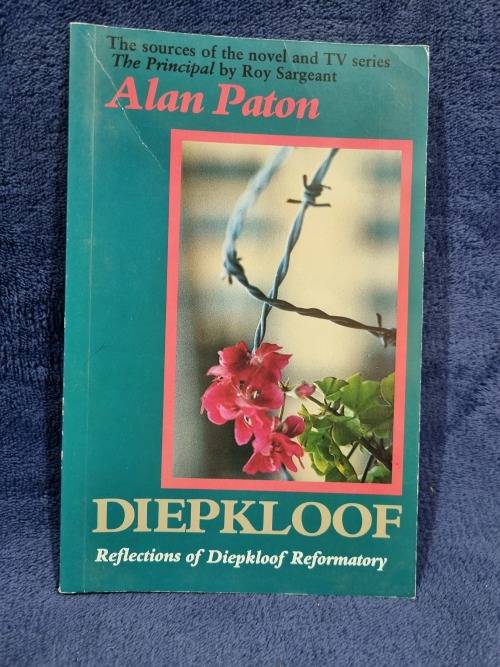 The sources of the novel and TV series
The Principal by Roy Sargeant
Alan Paton
DIEPKLOOF
Reflections of Diepkloof Reformatory